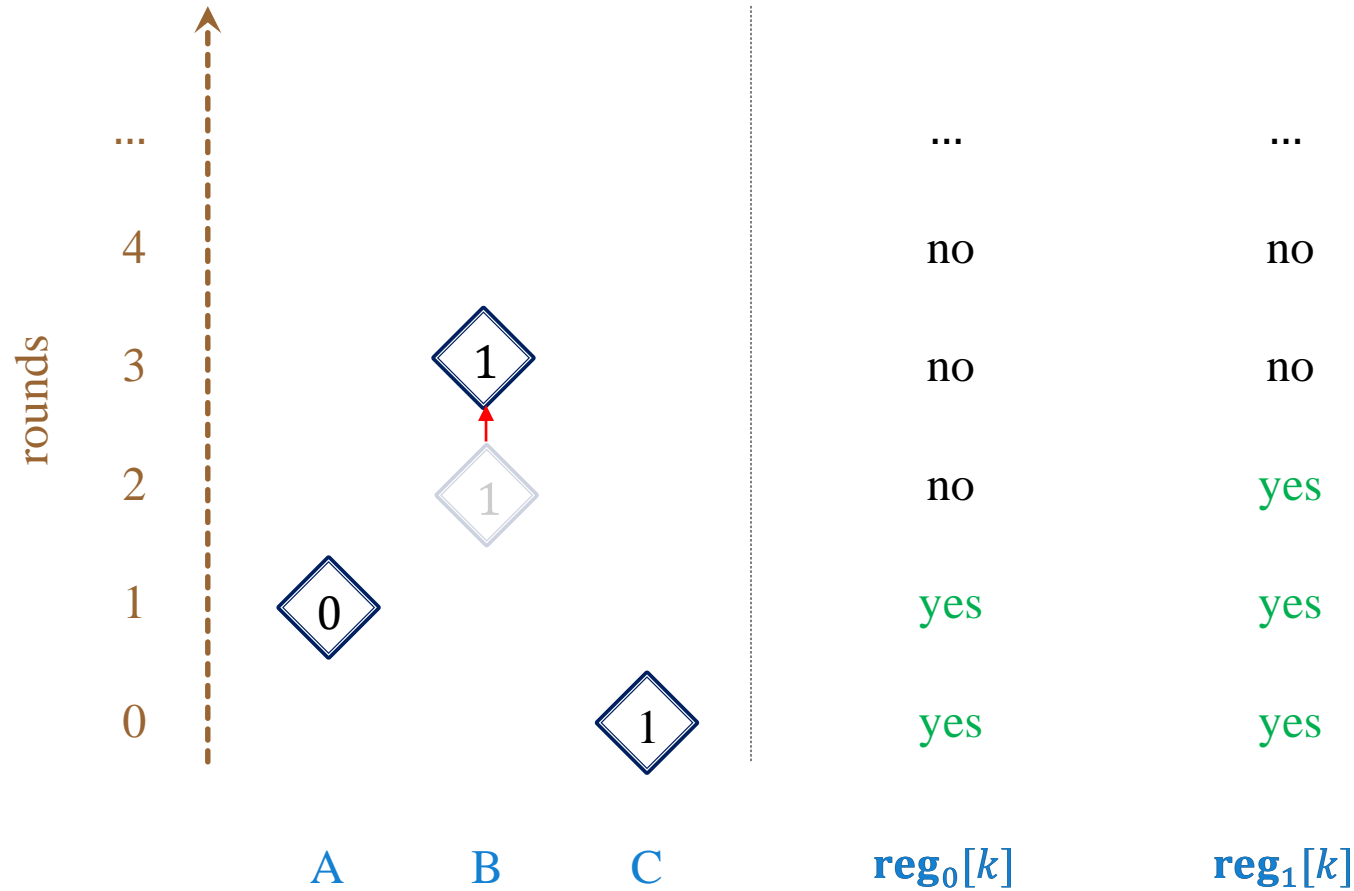 ... ... ...
4 no no
rounds 3 1 no no
2 1 no yes
1 0 yes yes
0 1 yes yes
A B C reg₀[k] reg₁[k]